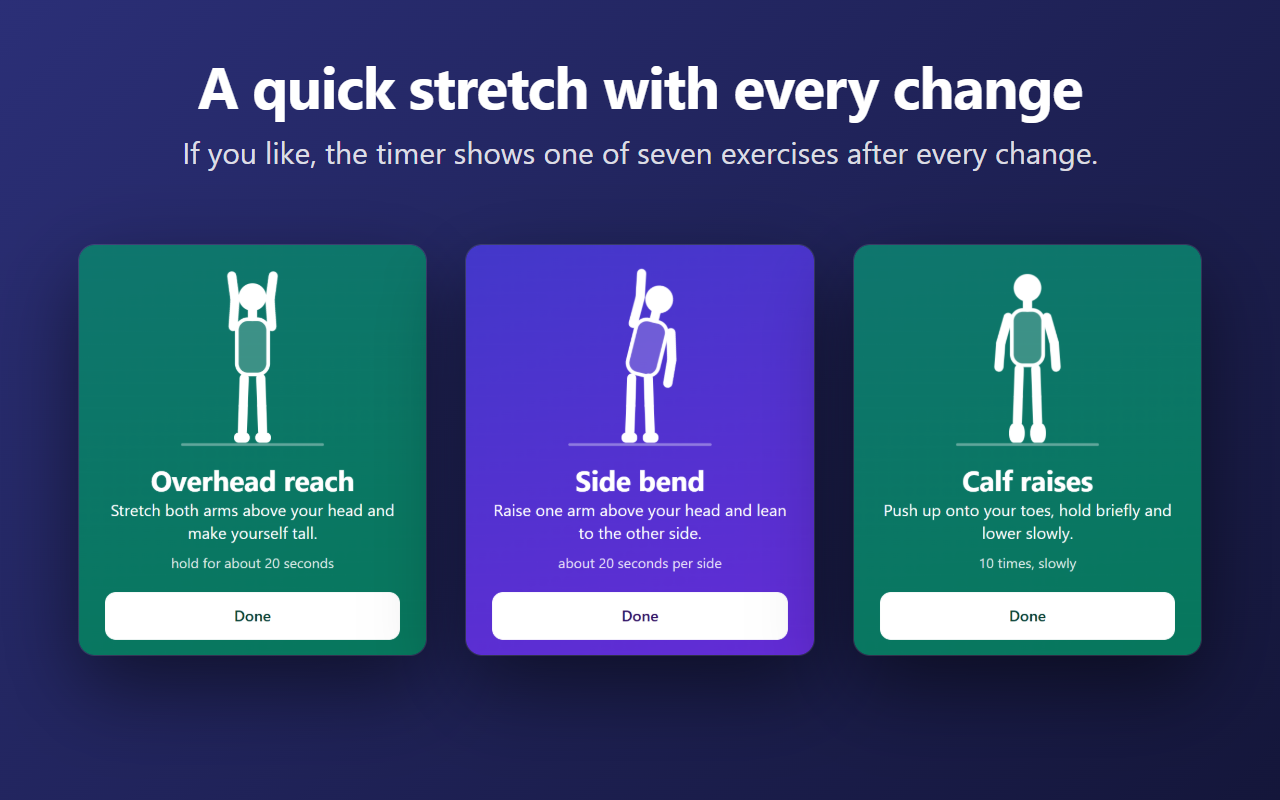 A quick stretch with every change
If you like, the timer shows one of seven exercises after every change.
Overhead reach
Stretch both arms above your head and
make yourself tall.
hold for about 20 seconds
Done
Side bend
Raise one arm above your head and lean
to the other side.
about 20 seconds per side
Done
Calf raises
Push up onto your toes, hold briefly and
lower slowly.
10 times, slowly
Done